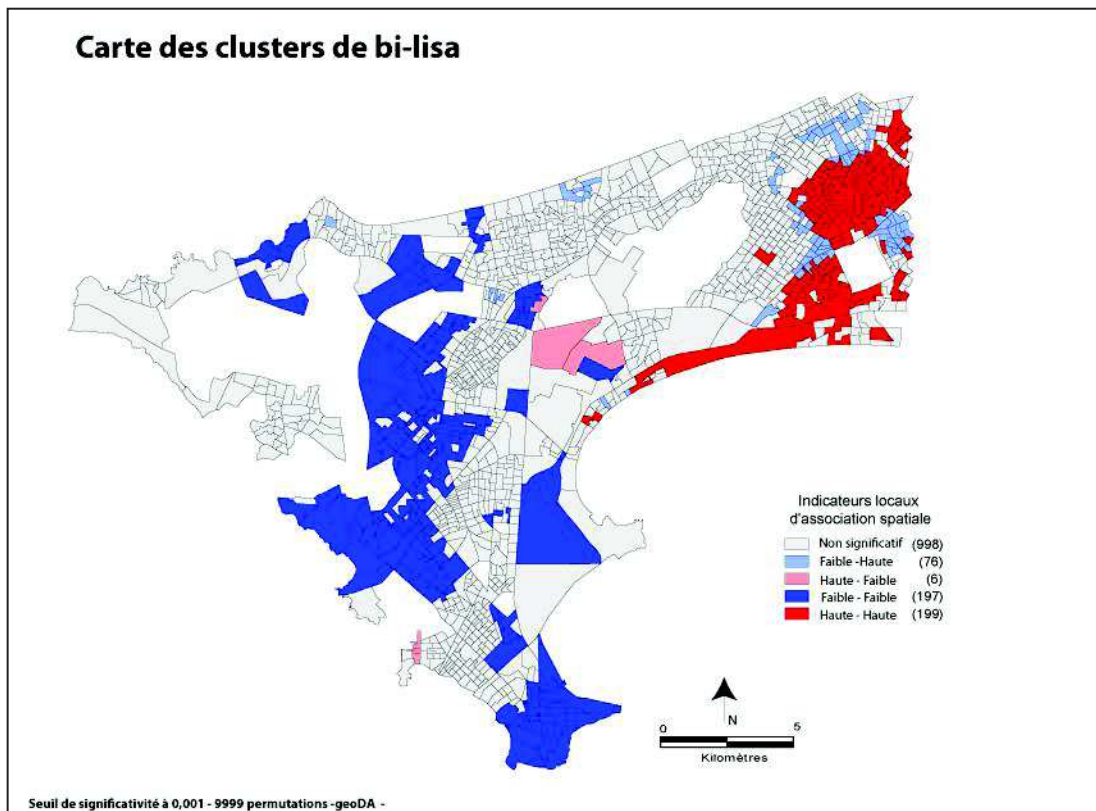 Carte des clusters de bi-lisa
Indicateurs locaux
d'association spatiale
Non significatif (998)
Faible -Haute (76)
Haute - Faible (6)
Faible - Faible (197)
Haute - Haute (199)
N
0 5
Kilomètres
Seuil de significativité à 0,001 - 9999 permutations -geoDA -